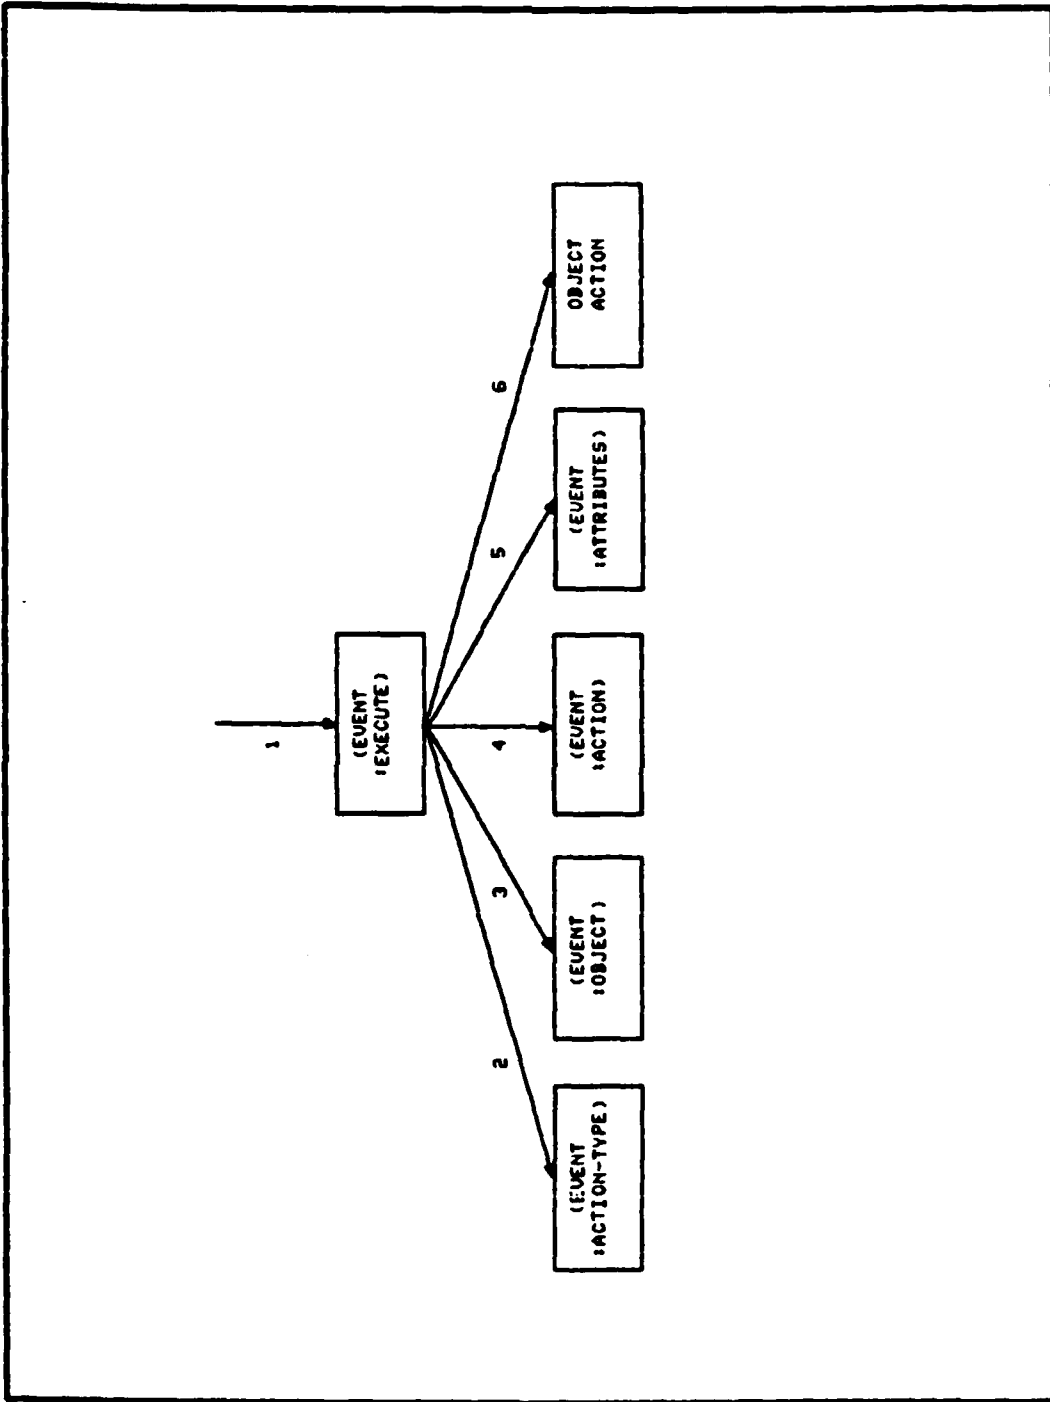 1
(EVENT
:EXECUTE)
2
3
4
5
6
(EVENT
:ACTION-TYPE)
(EVENT
:OBJECT)
(EVENT
:ACTION)
(EVENT
:ATTRIBUTES)
OBJECT
ACTION